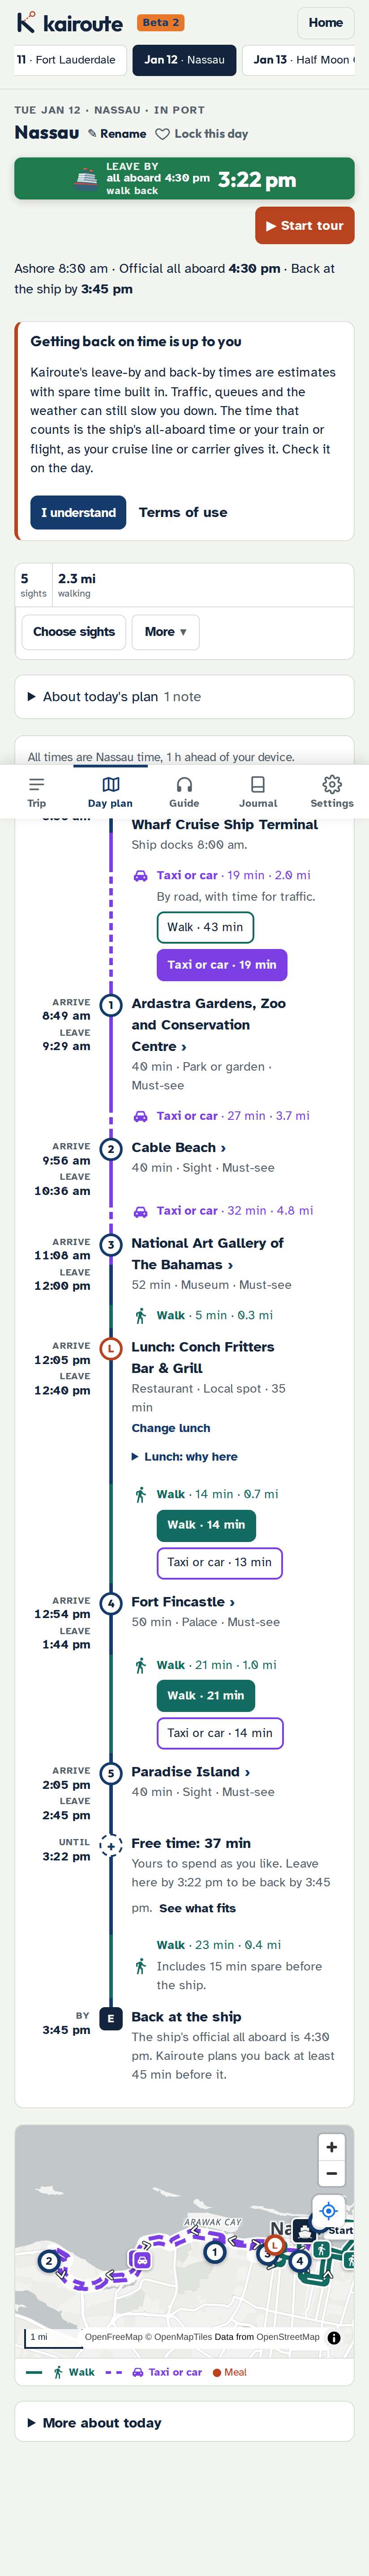 kairoute
Beta 2
Home
11 · Fort Lauderdale
Jan 12 · Nassau
Jan 13 · Half Moon
TUE JAN 12 · NASSAU · IN PORT
Nassau ✎ Rename Lock this day
LEAVE BY
all aboard 4:30 pm
walk back
3:22 pm
▶ Start tour
Ashore 8:30 am · Official all aboard 4:30 pm · Back at
the ship by 3:45 pm
Getting back on time is up to you
Kairoute's leave-by and back-by times are estimates
with spare time built in. Traffic, queues and the
weather can still slow you down. The time that
counts is the ship's all-aboard time or your train or
flight, as your cruise line or carrier gives it. Check it
on the day.
I understand
Terms of use
5
sights
2.3 mi
walking
Choose sights
More ▾
▶ About today's plan 1 note
All times are Nassau time, 1 h ahead of your device.
Trip
Day plan
Guide
Journal
Settings
Wharf Cruise Ship Terminal
Ship docks 8:00 am.
Taxi or car · 19 min · 2.0 mi
By road, with time for traffic.
Walk · 43 min
Taxi or car · 19 min
ARRIVE
8:49 am
LEAVE
9:29 am
1
Ardastra Gardens, Zoo
and Conservation
Centre ›
40 min · Park or garden ·
Must-see
Taxi or car · 27 min · 3.7 mi
ARRIVE
9:56 am
LEAVE
10:36 am
2
Cable Beach ›
40 min · Sight · Must-see
Taxi or car · 32 min · 4.8 mi
ARRIVE
11:08 am
LEAVE
12:00 pm
3
National Art Gallery of
The Bahamas ›
52 min · Museum · Must-see
Walk · 5 min · 0.3 mi
ARRIVE
12:05 pm
LEAVE
12:40 pm
L
Lunch: Conch Fritters
Bar & Grill
Restaurant · Local spot · 35
min
Change lunch
▶ Lunch: why here
Walk · 14 min · 0.7 mi
Walk · 14 min
Taxi or car · 13 min
ARRIVE
12:54 pm
LEAVE
1:44 pm
4
Fort Fincastle ›
50 min · Palace · Must-see
Walk · 21 min · 1.0 mi
Walk · 21 min
Taxi or car · 14 min
ARRIVE
2:05 pm
LEAVE
2:45 pm
5
Paradise Island ›
40 min · Sight · Must-see
UNTIL
3:22 pm
+
Free time: 37 min
Yours to spend as you like. Leave
here by 3:22 pm to be back by 3:45
pm. See what fits
Walk · 23 min · 0.4 mi
Includes 15 min spare before
the ship.
BY
3:45 pm
E
Back at the ship
The ship's official all aboard is 4:30
pm. Kairoute plans you back at least
45 min before it.
+
−
ARAWAK CAY
Na
Start
2
1
3
L
4
1 mi
OpenFreeMap © OpenMapTiles Data from OpenStreetMap
Walk
Taxi or car
Meal
▶ More about today